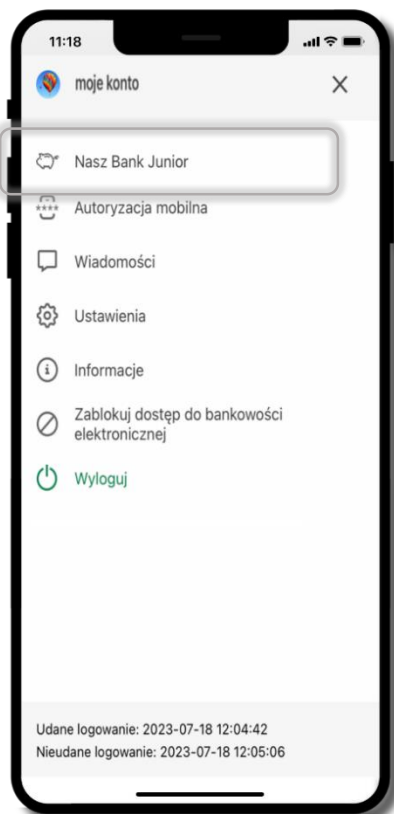 11:18
moje konto
Nasz Bank Junior
Autoryzacja mobilna
Wiadomości
Ustawienia
Informacje
Zablokuj dostęp do bankowości
elektronicznej
Wyloguj
Udane logowanie: 2023-07-18 12:04:42
Nieudane logowanie: 2023-07-18 12:05:06